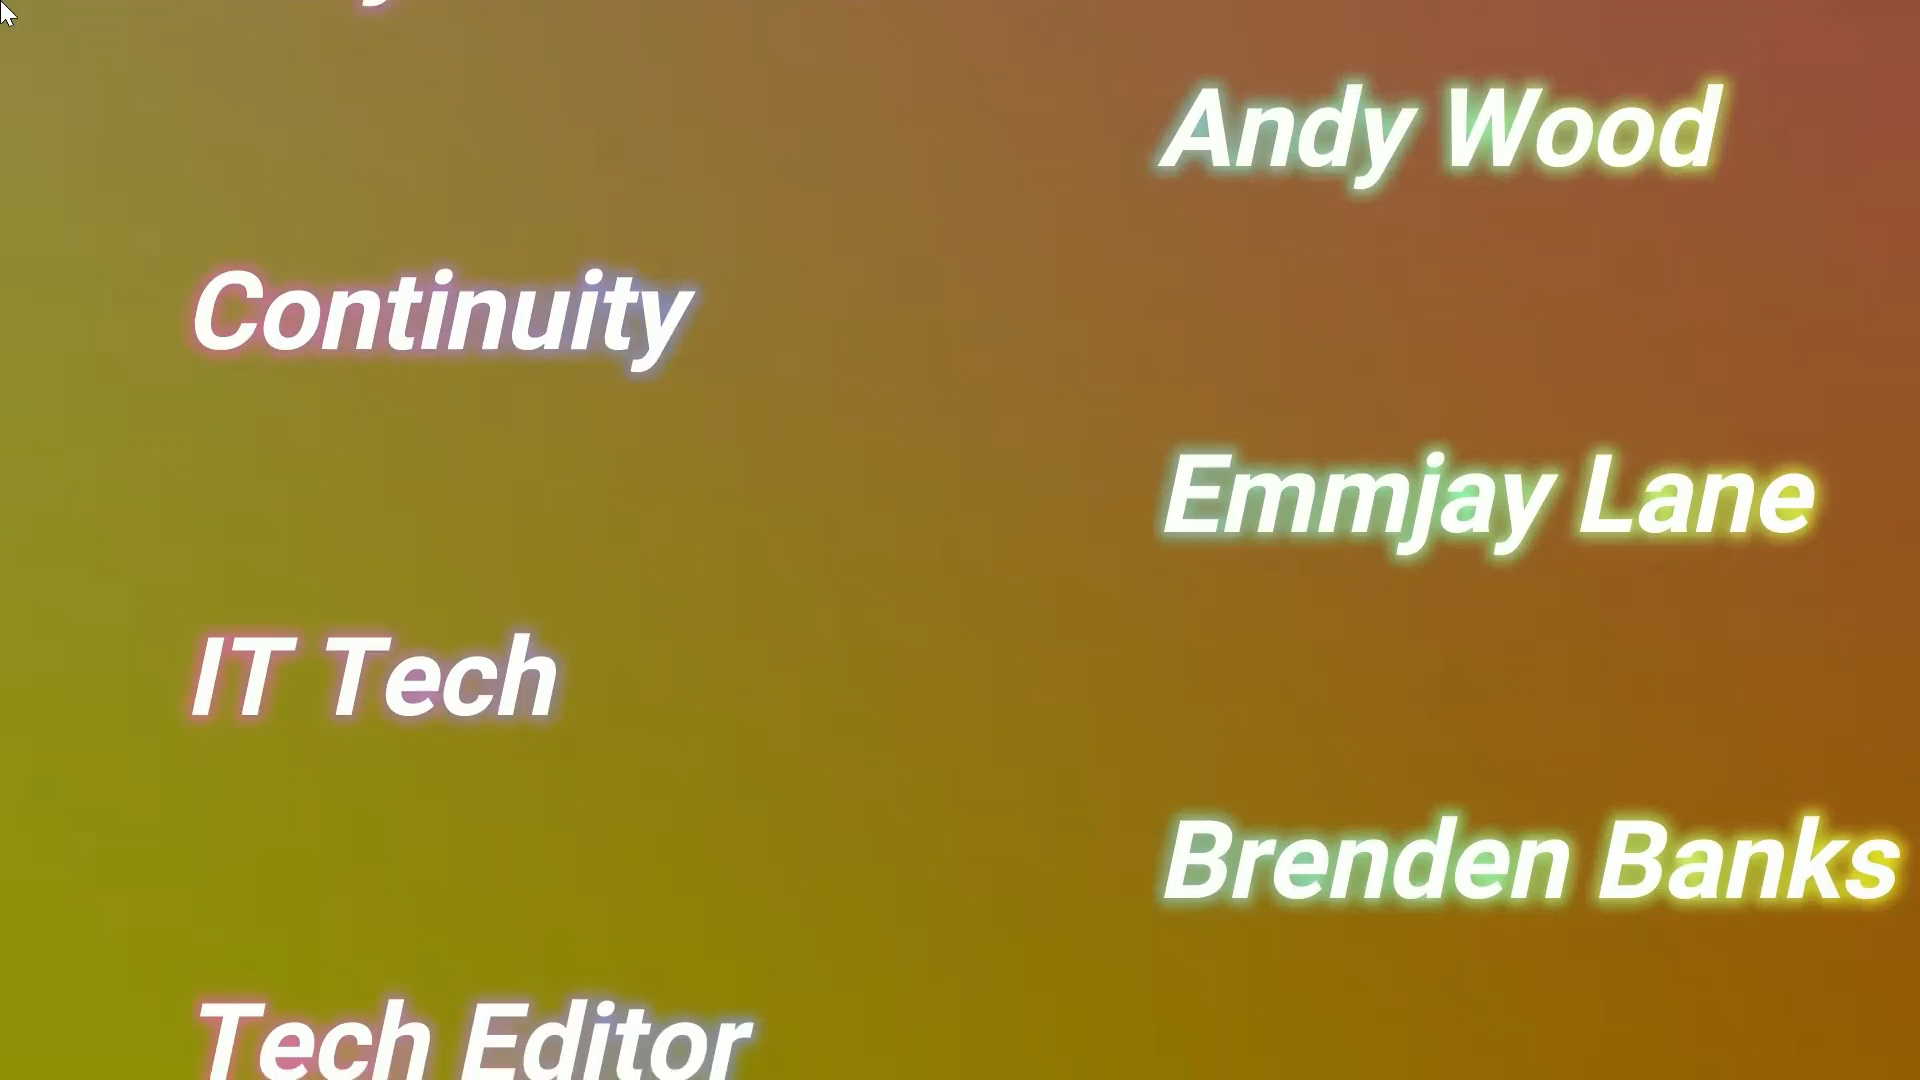 Andy Wood
Continuity
Emmjay Lane
IT Tech
Brenden Banks
Tech Editor